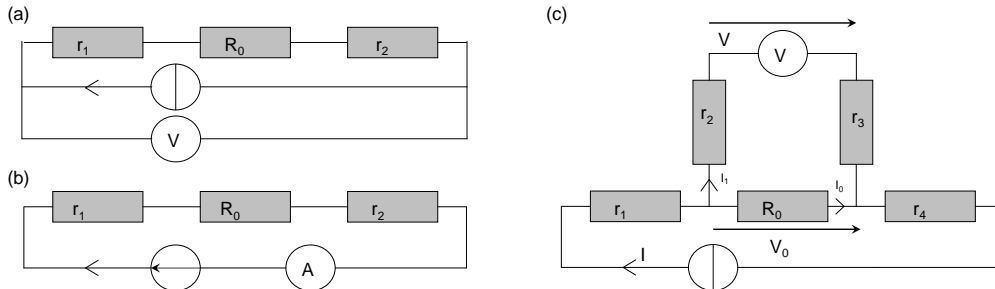 (a)
r1 R0 r2
V
(b)
r1 R0 r2
A
(c)
V
V
r2 r3
I1 I0
r1 R0 r4
V0
I